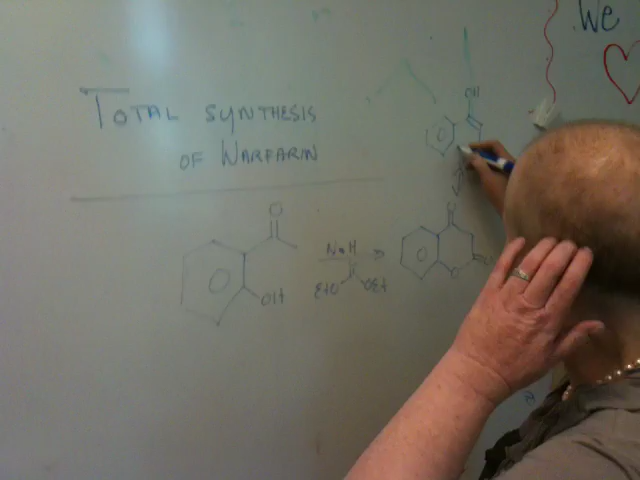 We
TOTAL SYNTHESIS
OF WARFARIN
OH
O
O
NaH
OH
EtO
OEt
O
O